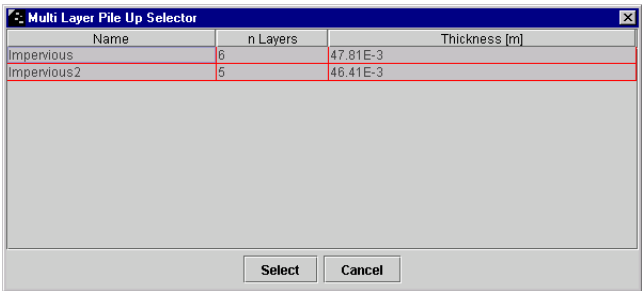 Multi Layer Pile Up Selector
Name n Layers Thickness [m]
Impervious 6 47.81E-3
Impervious2 5 46.41E-3
Select Cancel